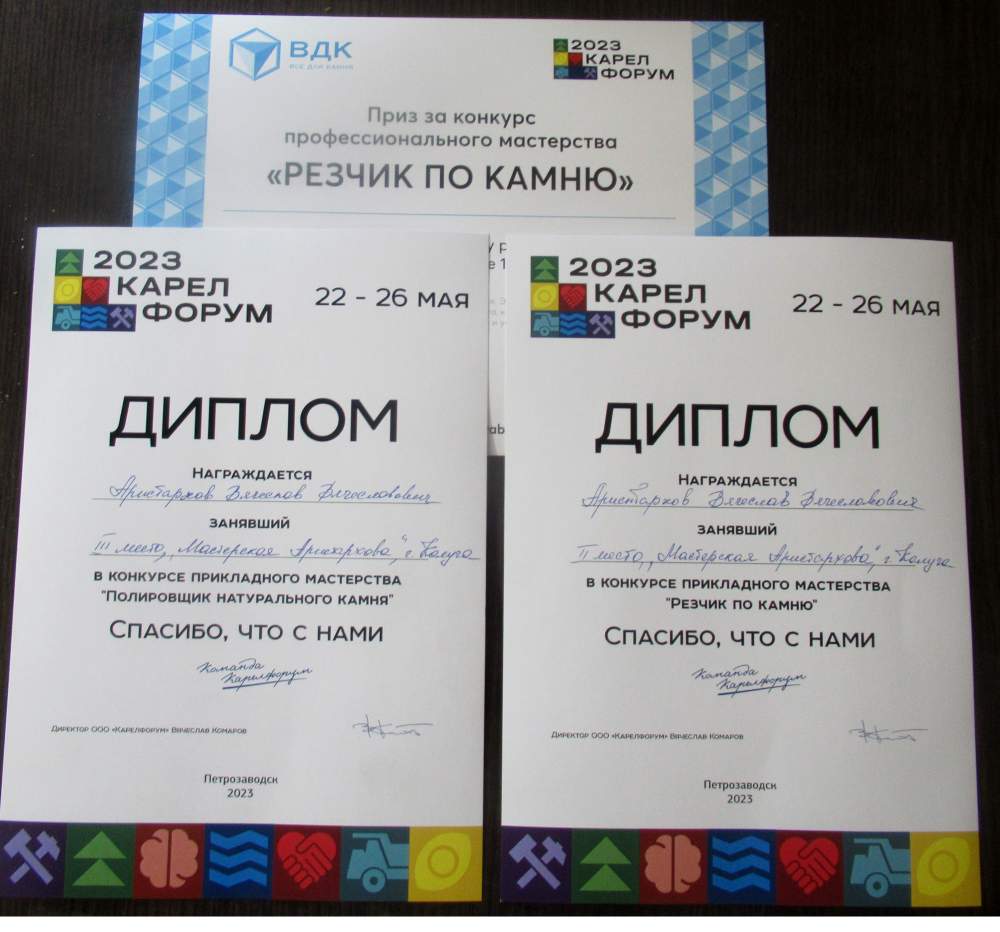 ВДК
ВСЕ ДЛЯ КАМНЯ
2023
КАРЕЛ
ФОРУМ
Приз за конкурс
профессионального мастерства
«РЕЗЧИК ПО КАМНЮ»
2023
КАРЕЛ
ФОРУМ
22 - 26 МАЯ
ДИПЛОМ
НАГРАЖДАЕТСЯ
Аристархов Вячеслав Вячеславович
ЗАНЯВШИЙ
III место, „Мастерская Аристархова", г. Калуга
В КОНКУРСЕ ПРИКЛАДНОГО МАСТЕРСТВА
"ПОЛИРОВЩИК НАТУРАЛЬНОГО КАМНЯ"
СПАСИБО, ЧТО С НАМИ
Команда
Карелфорум
ДИРЕКТОР ООО «КАРЕЛФОРУМ» ВЯЧЕСЛАВ КОМАРОВ
Петрозаводск
2023
2023
КАРЕЛ
ФОРУМ
22 - 26 МАЯ
ДИПЛОМ
НАГРАЖДАЕТСЯ
Аристархов Вячеслав Вячеславович
ЗАНЯВШИЙ
II место, „Мастерская Аристархова", г. Калуга
В КОНКУРСЕ ПРИКЛАДНОГО МАСТЕРСТВА
"РЕЗЧИК ПО КАМНЮ"
СПАСИБО, ЧТО С НАМИ
Команда
Карелфорум
ДИРЕКТОР ООО «КАРЕЛФОРУМ» ВЯЧЕСЛАВ КОМАРОВ
Петрозаводск
2023